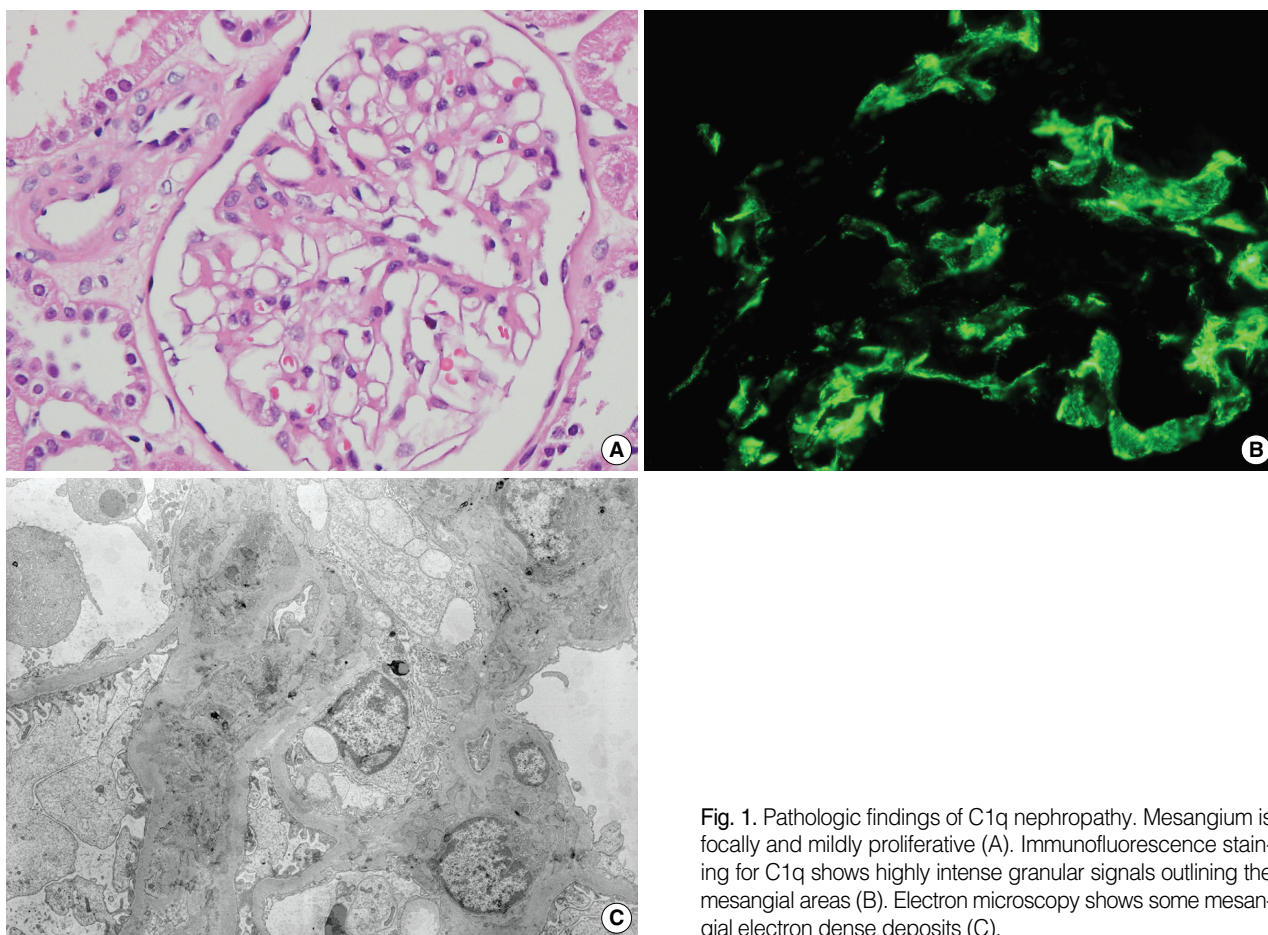 A
B
C
Fig. 1. Pathologic findings of C1q nephropathy. Mesangium is
focally and mildly proliferative (A). Immunofluorescence stain-
ing for C1q shows highly intense granular signals outlining the
mesangial areas (B). Electron microscopy shows some mesan-
gial electron dense deposits (C).